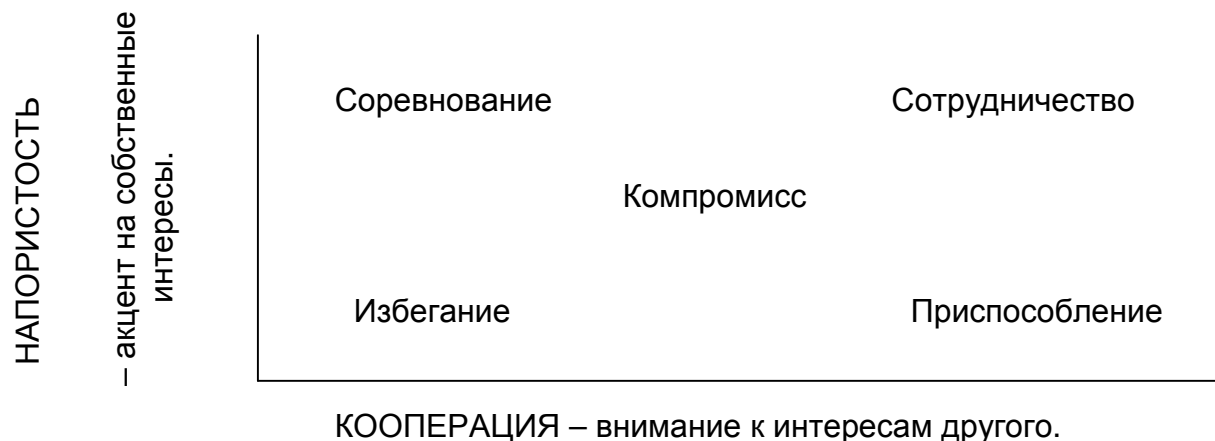 НАПОРИСТОСТЬ
– акцент на собственные
интересы.
Соревнование
Сотрудничество
Компромисс
Избегание
Приспособление
КООПЕРАЦИЯ – внимание к интересам другого.